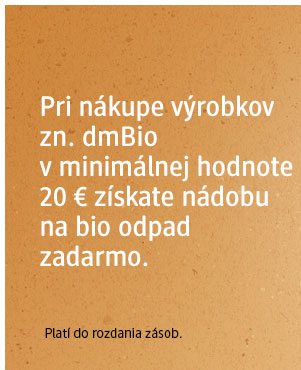 Pri nákupe výrobkov
zn. dmBio
v minimálnej hodnote
20 € získate nádobu
na bio odpad
zadarmo.
Platí do rozdania zásob.